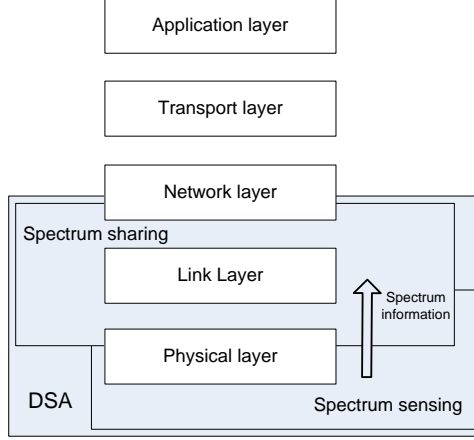 Application layer
Transport layer
Network layer
Spectrum sharing
Link Layer
Spectrum
information
Physical layer
DSA
Spectrum sensing